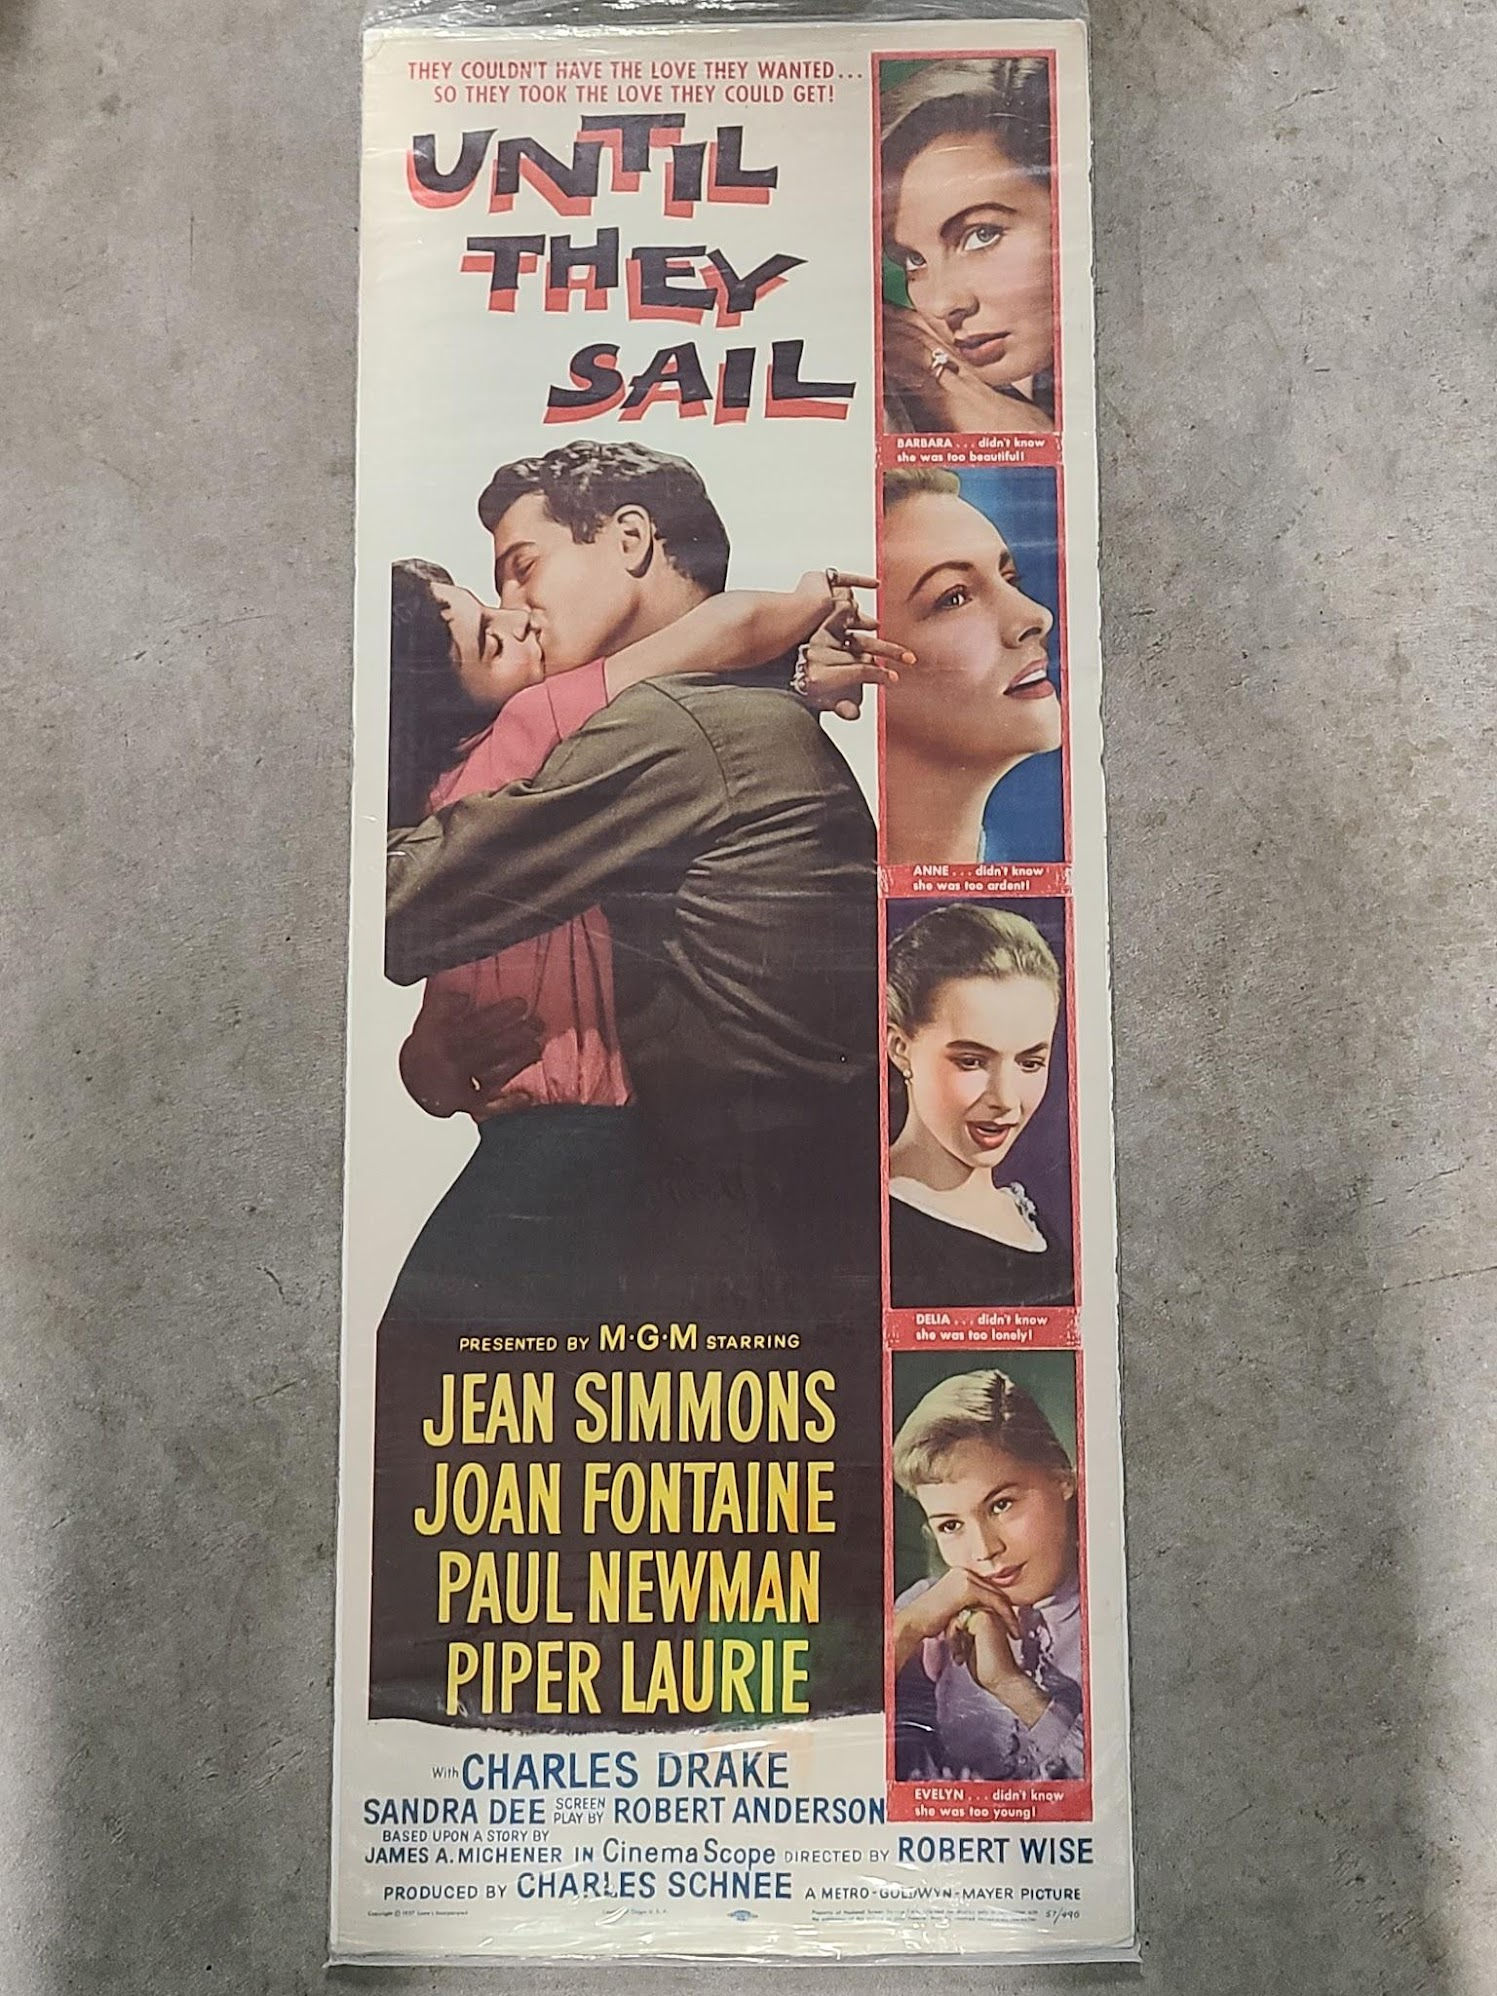 THEY COULDN'T HAVE THE LOVE THEY WANTED...
SO THEY TOOK THE LOVE THEY COULD GET!
UNTIL
THEY
SAIL
BARBARA... didn't know
she was too beautiful!
ANNE... didn't know
she was too ardent!
DELIA... didn't know
she was too lonely!
PRESENTED BY M·G·M STARRING
JEAN SIMMONS
JOAN FONTAINE
PAUL NEWMAN
PIPER LAURIE
EVELYN... didn't know
she was too young!
With CHARLES DRAKE
SANDRA DEE SCREEN PLAY BY ROBERT ANDERSON
BASED UPON A STORY BY
JAMES A. MICHENER IN CinemaScope DIRECTED BY ROBERT WISE
PRODUCED BY CHARLES SCHNEE A METRO-GOLDWYN-MAYER PICTURE
Copyright © 1957 Loew's Incorporated
57/490